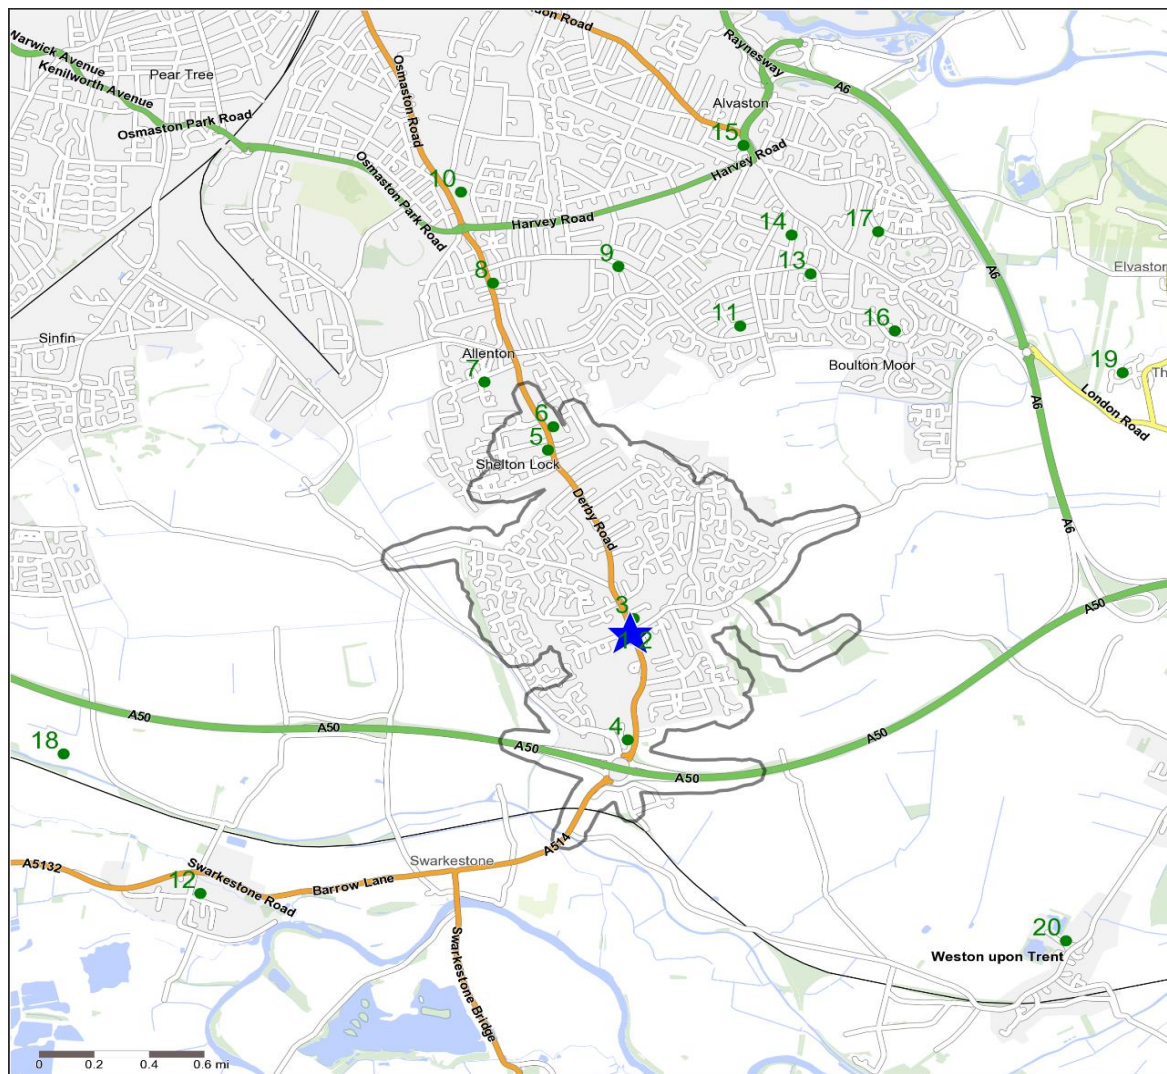 ndon Road
Warwick Avenue
Kenilworth Avenue
Pear Tree
Osmaston Road
Raynesway
A6
Alvaston
Osmaston Park Road
15
Harvey Road
Osmaston Park Road
10
Harvey Road
14
17
9
13
A6
Elvaston
8
11
16
Sinfin
Allenton
7
Boulton Moor
19
Th
London Road
A6
6
5
Shelton Lock
Derby Road
A6
A50
3
1 2
4
A50
A50
A50
A50
A50
18
A514
Swarkestone
A5132
Swarkestone Road
12
Barrow Lane
Swarkestone Bridge
20
Weston upon Trent
0 0.2 0.4 0.6 mi